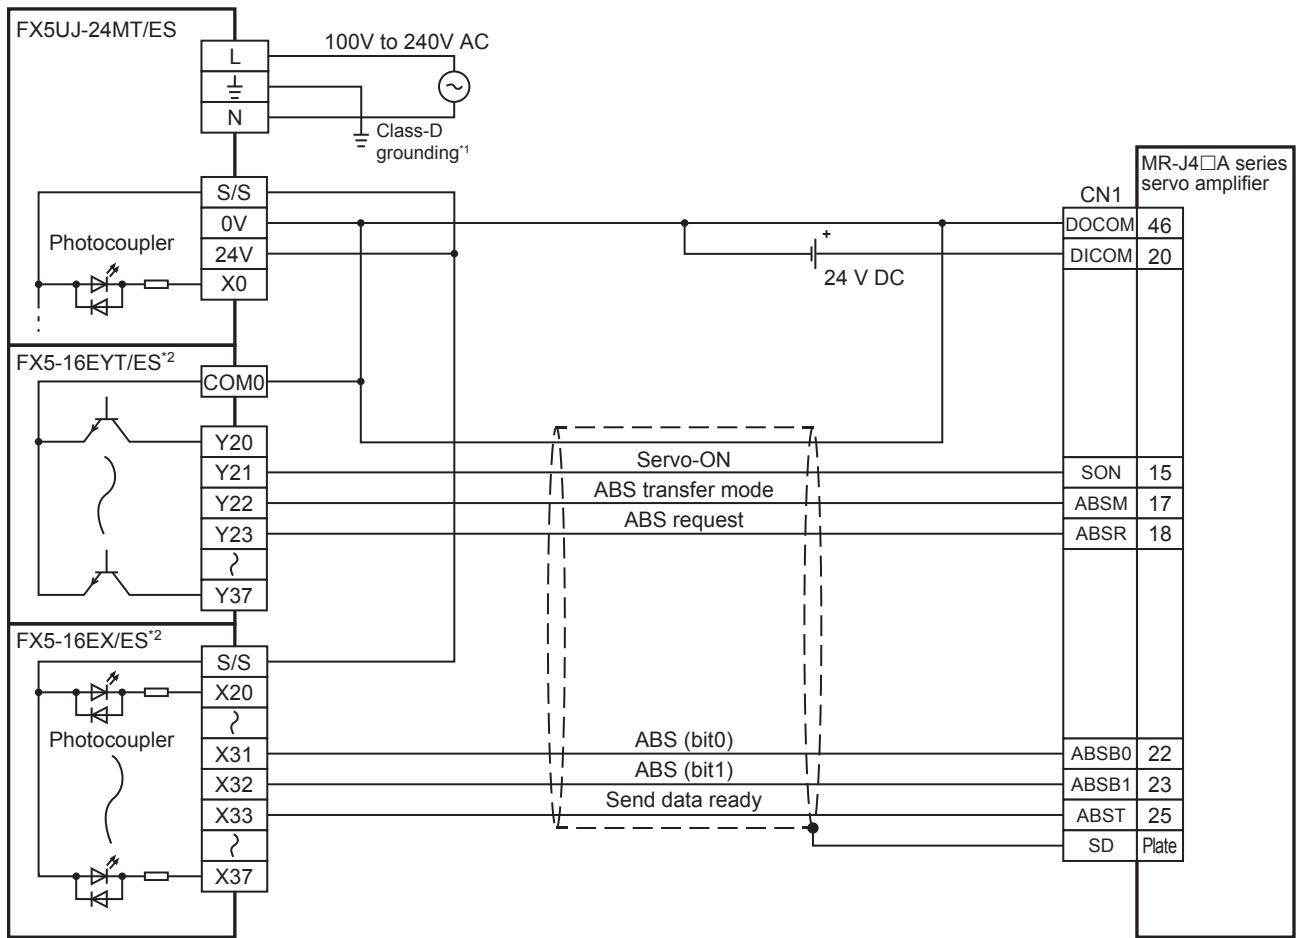 FX5UJ-24MT/ES
L
100V to 240V AC
N
Class-D
grounding*1
MR-J4□A series
servo amplifier
CN1
S/S
0V
DOCOM 46
Photocoupler
24V
+
DICOM 20
X0
24 V DC
FX5-16EYT/ES*2
COM0
Y20
Y21
Servo-ON
SON 15
Y22
ABS transfer mode
ABSM 17
Y23
ABS request
ABSR 18
Y37
FX5-16EX/ES*2
S/S
X20
Photocoupler
X31
ABS (bit0)
ABSB0 22
X32
ABS (bit1)
ABSB1 23
X33
Send data ready
ABST 25
SD Plate
X37